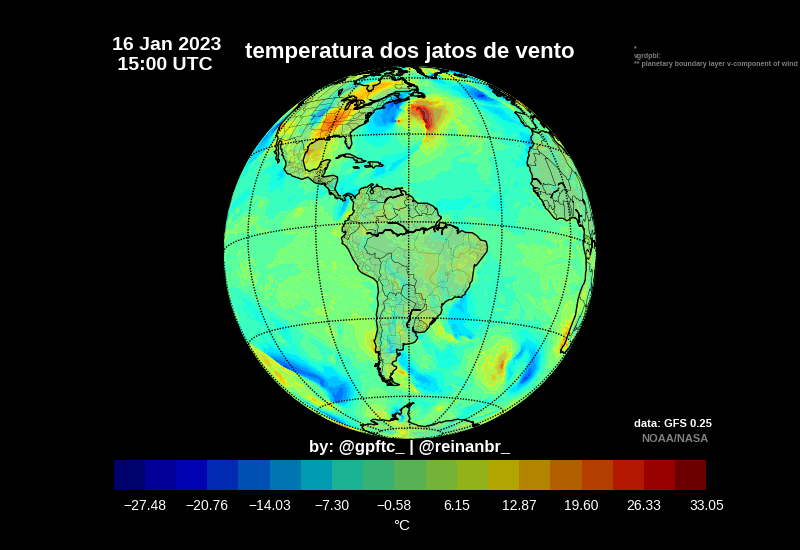 16 Jan 2023
15:00 UTC
temperatura dos jatos de vento
*
vgrdpbl:
** planetary boundary layer v-component of wind
data: GFS 0.25
NOAA/NASA
by: @gpftc_ | @reinanbr_
−27.48 −20.76 −14.03 −7.30 −0.58 6.15 12.87 19.60 26.33 33.05
°C